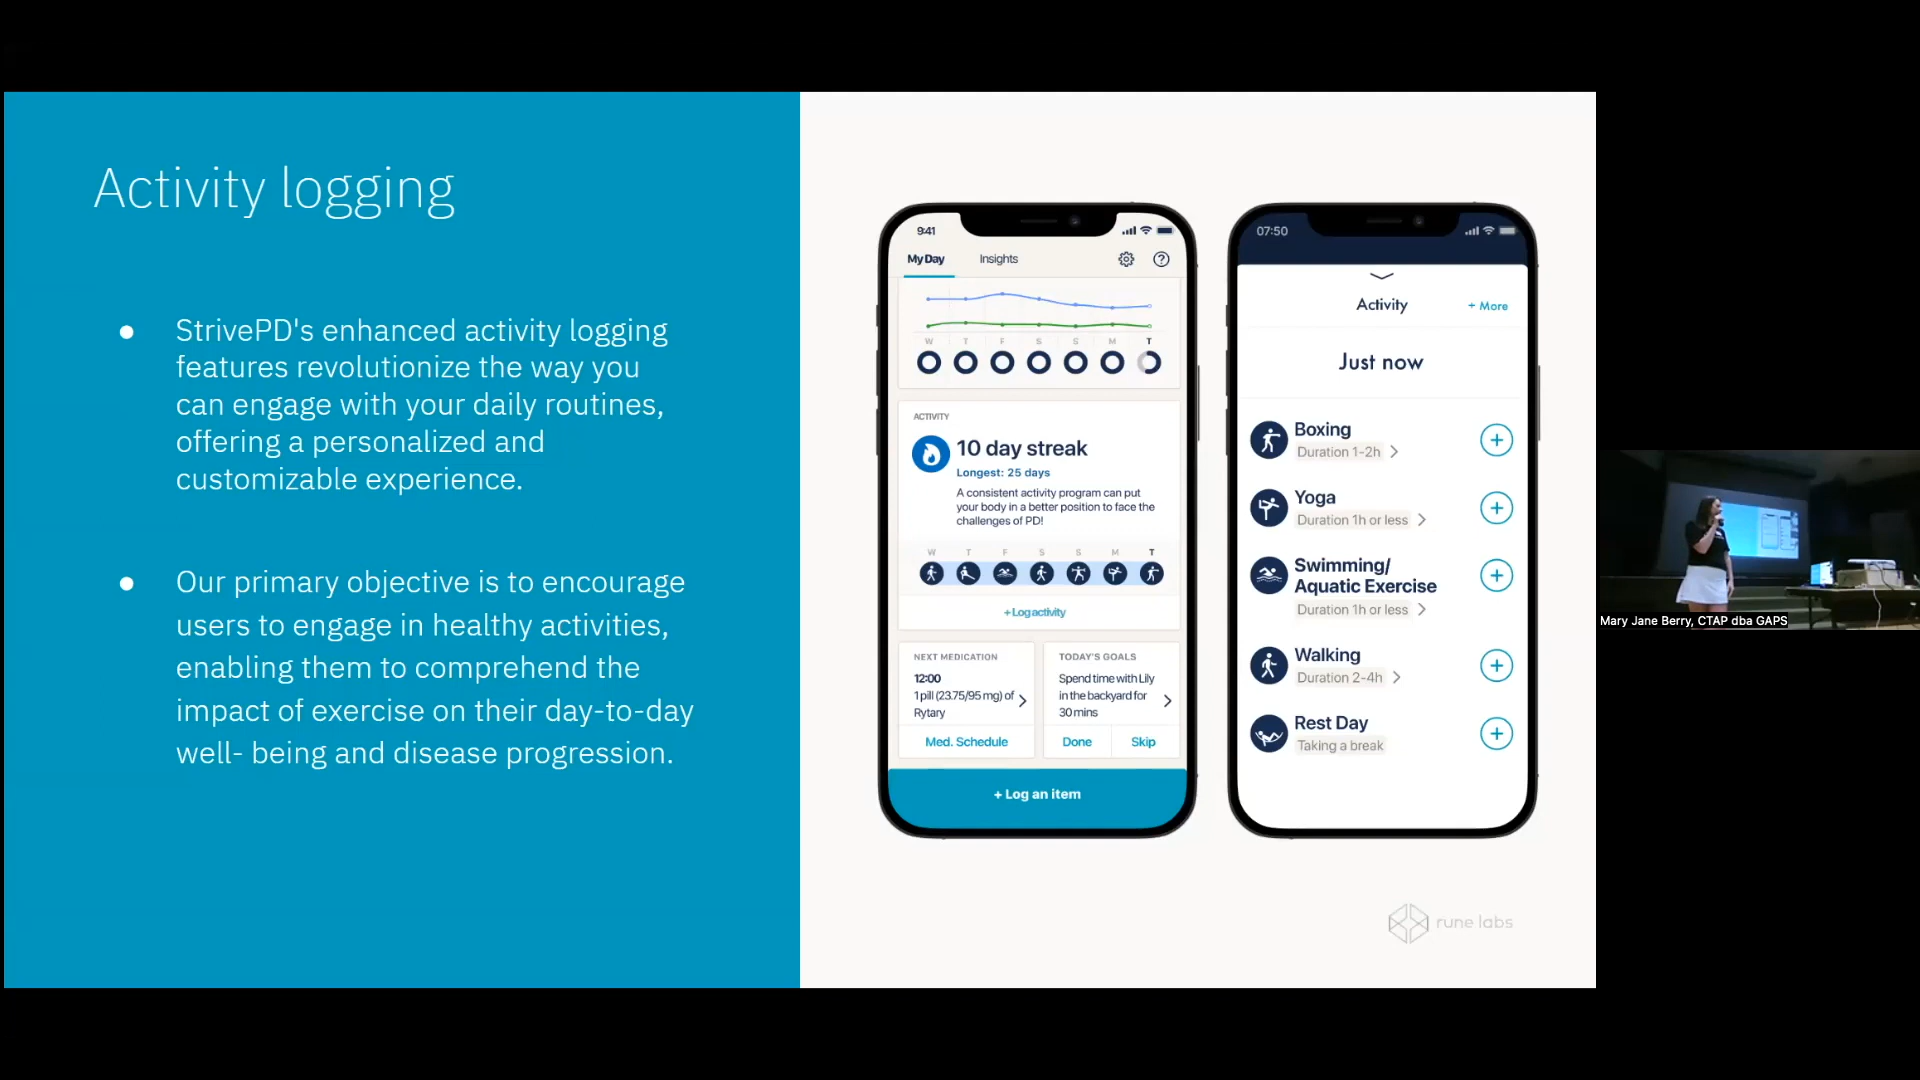 Activity logging
● StrivePD's enhanced activity logging
features revolutionize the way you
can engage with your daily routines,
offering a personalized and
customizable experience.
● Our primary objective is to encourage
users to engage in healthy activities,
enabling them to comprehend the
impact of exercise on their day-to-day
well- being and disease progression.
9:41
My Day Insights
W T F S S M T
ACTIVITY
10 day streak
Longest: 25 days
A consistent activity program can put
your body in a better position to face the
challenges of PD!
W T F S S M T
+ Log activity
NEXT MEDICATION
12:00
1 pill (23.75/95 mg) of
Rytary
Med. Schedule
TODAY'S GOALS
Spend time with Lily
in the backyard for
30 mins
Done Skip
+ Log an item
07:50
Activity + More
Just now
Boxing
Duration 1-2h
Yoga
Duration 1h or less
Swimming/
Aquatic Exercise
Duration 1h or less
Walking
Duration 2-4h
Rest Day
Taking a break
rune labs
Mary Jane Berry, CTAP dba GAPS